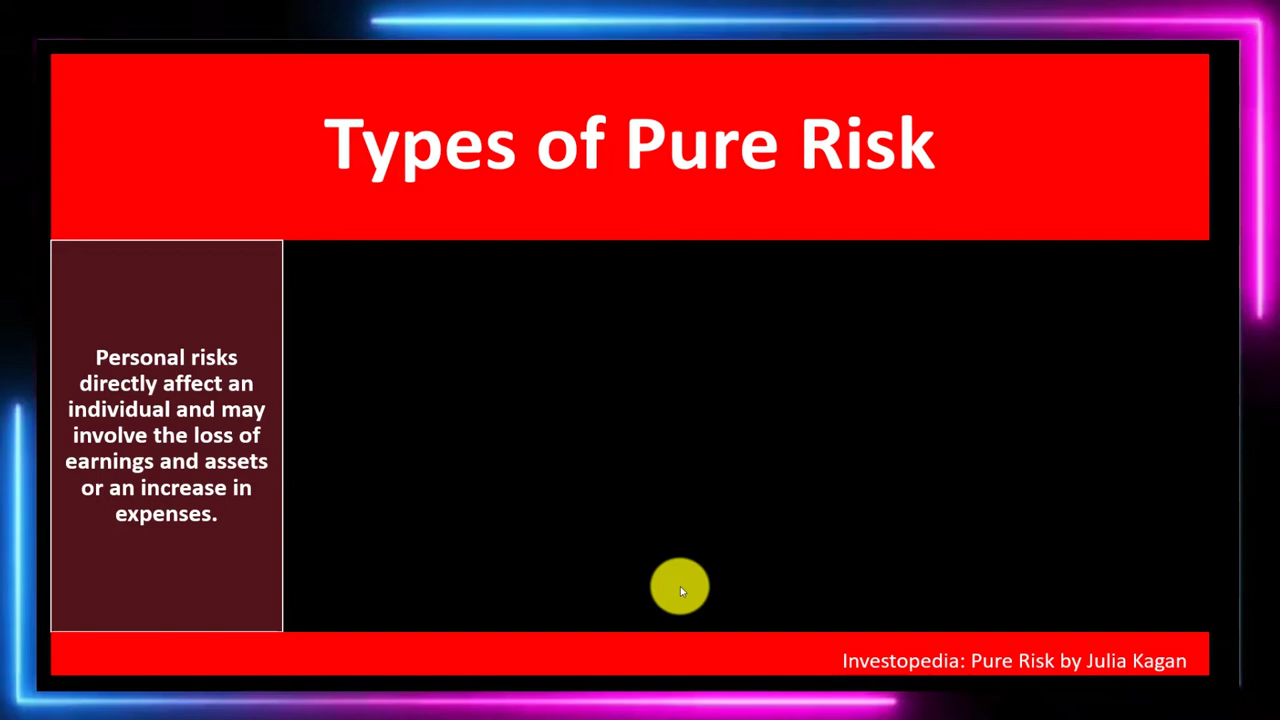 Types of Pure Risk
Personal risks
directly affect an
individual and may
involve the loss of
earnings and assets
or an increase in
expenses.
Investopedia: Pure Risk by Julia Kagan